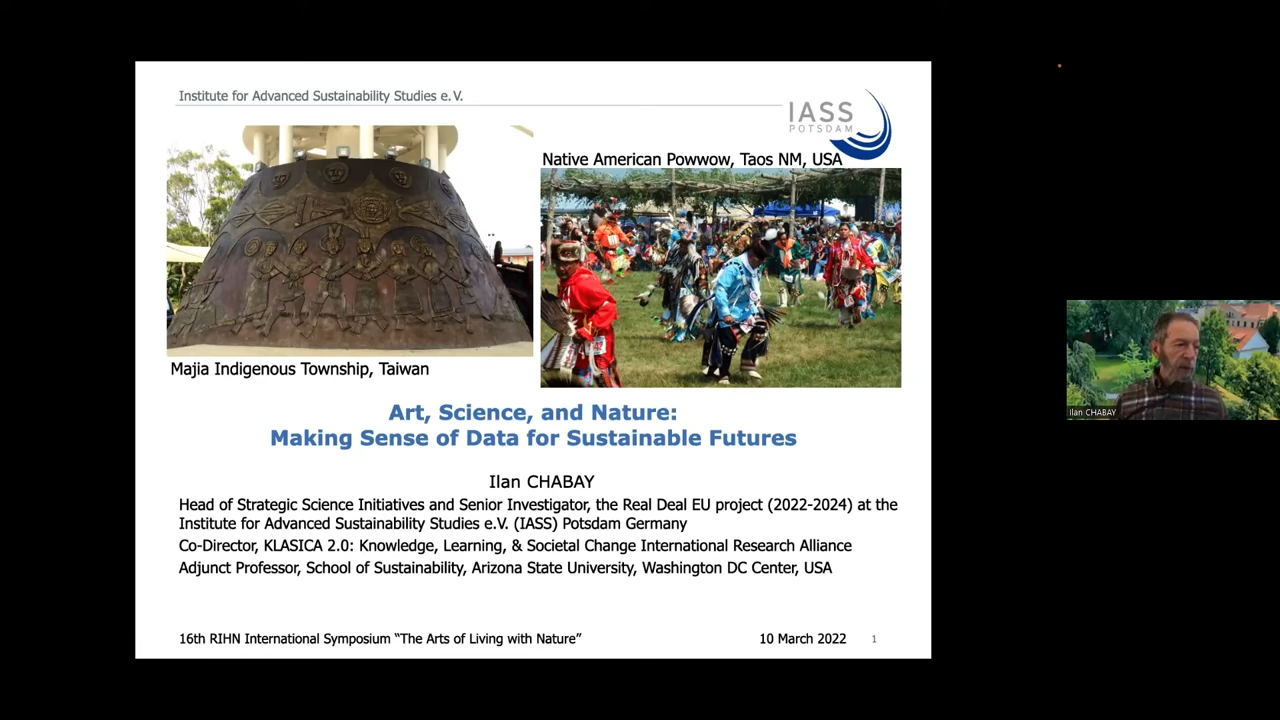 Institute for Advanced Sustainability Studies e.V.
IASS
POTSDAM
Native American Powwow, Taos NM, USA
Majia Indigenous Township, Taiwan
Art, Science, and Nature:
Making Sense of Data for Sustainable Futures
Ilan CHABAY
Head of Strategic Science Initiatives and Senior Investigator, the Real Deal EU project (2022-2024) at the
Institute for Advanced Sustainability Studies e.V. (IASS) Potsdam Germany
Co-Director, KLASICA 2.0: Knowledge, Learning, & Societal Change International Research Alliance
Adjunct Professor, School of Sustainability, Arizona State University, Washington DC Center, USA
16th RIHN International Symposium “The Arts of Living with Nature”
10 March 2022
1
Ilan CHABAY